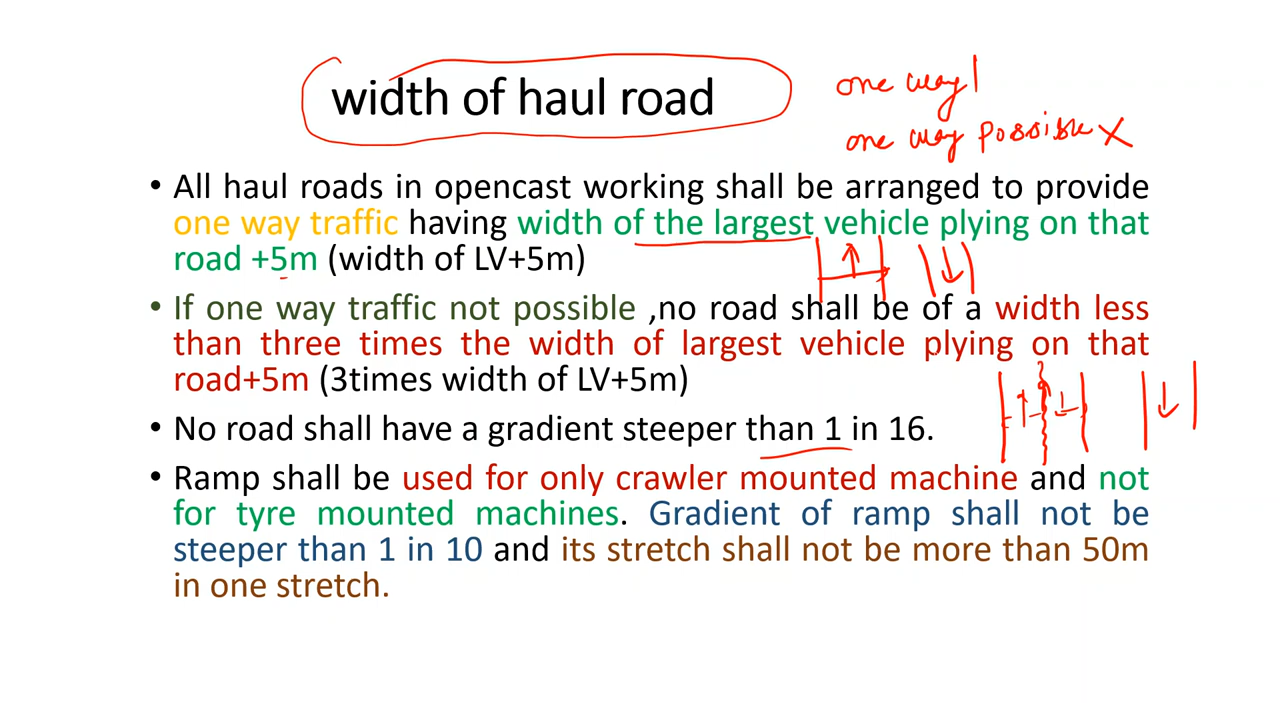 width of haul road
one way
one way possible X
• All haul roads in opencast working shall be arranged to provide
one way traffic having width of the largest vehicle plying on that
road +5m (width of LV+5m)
• If one way traffic not possible ,no road shall be of a width less
than three times the width of largest vehicle plying on that
road+5m (3times width of LV+5m)
• No road shall have a gradient steeper than 1 in 16.
• Ramp shall be used for only crawler mounted machine and not
for tyre mounted machines. Gradient of ramp shall not be
steeper than 1 in 10 and its stretch shall not be more than 50m
in one stretch.